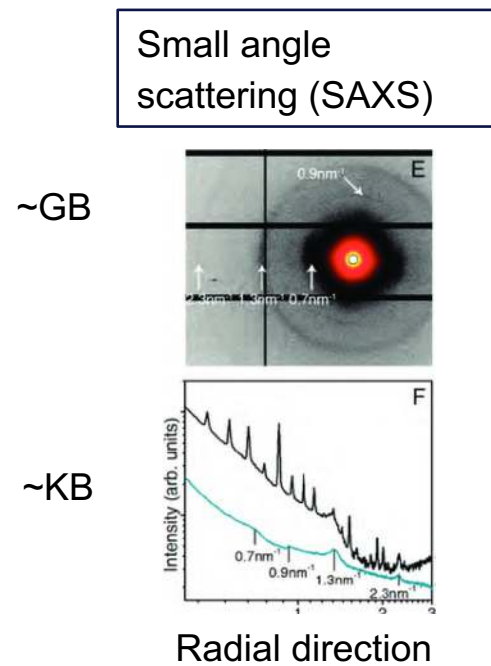 Small angle
scattering (SAXS)
~GB
E
0.9nm⁻¹
2.3nm⁻¹ 1.3nm⁻¹ 0.7nm⁻¹
~KB
F
Intensity (arb. units)
0.7nm⁻¹
0.9nm⁻¹
1.3nm⁻¹
2.3nm⁻¹
1 2 3
Radial direction